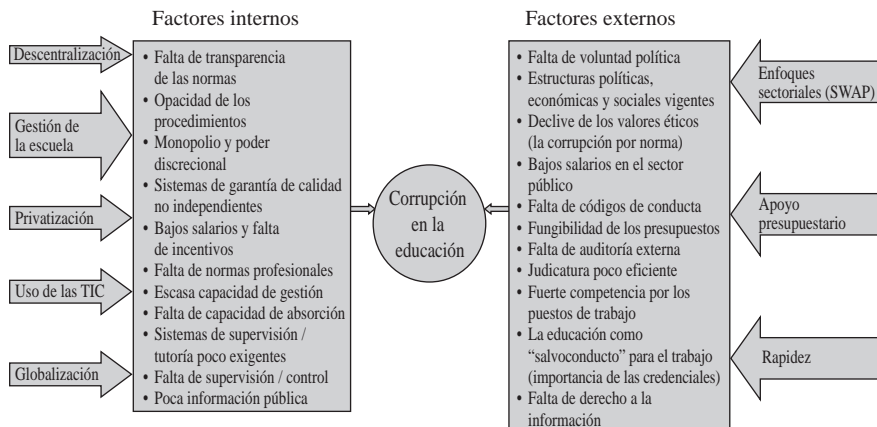 Factores internos
Factores externos
Descentralización
Gestión de
la escuela
Privatización
Uso de las TIC
Globalización
• Falta de transparencia
de las normas
• Opacidad de los
procedimientos
• Monopolio y poder
discrecional
• Sistemas de garantía de calidad
no independientes
• Bajos salarios y falta
de incentivos
• Falta de normas profesionales
• Escasa capacidad de gestión
• Falta de capacidad de absorción
• Sistemas de supervisión /
tutoría poco exigentes
• Falta de supervisión / control
• Poca información pública
Corrupción
en la
educación
• Falta de voluntad política
• Estructuras políticas,
económicas y sociales vigentes
• Declive de los valores éticos
(la corrupción por norma)
• Bajos salarios en el sector
público
• Falta de códigos de conducta
• Fungibilidad de los presupuestos
• Falta de auditoría externa
• Judicatura poco eficiente
• Fuerte competencia por los
puestos de trabajo
• La educación como
“salvoconducto” para el trabajo
(importancia de las credenciales)
• Falta de derecho a la
información
Enfoques
sectoriales (SWAP)
Apoyo
presupuestario
Rapidez